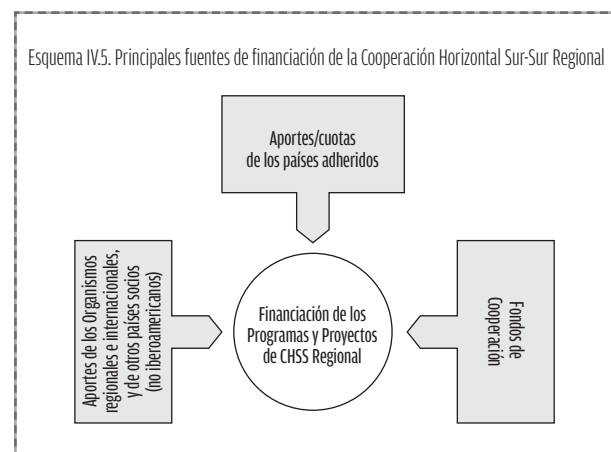 Esquema IV.5. Principales fuentes de financiación de la Cooperación Horizontal Sur-Sur Regional
Aportes/cuotas
de los países adheridos
Aportes de los Organismos
regionales e internacionales,
y de otros países socios
(no iberoamericanos)
Financiación de los
Programas y Proyectos
de CHSS Regional
Fondos de
Cooperación